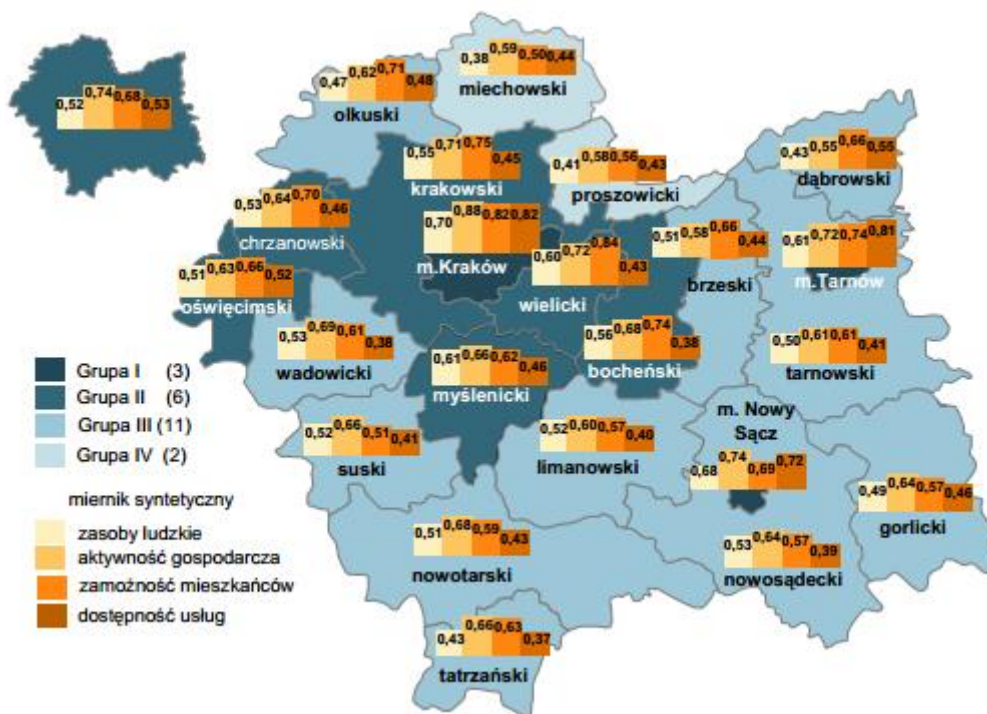 0,52 0,74 0,68 0,53
0,38 0,59 0,50 0,44
miechowski
0,47 0,62 0,71 0,48
olkuski
0,55 0,71 0,75 0,45
krakowski
0,41 0,58 0,56 0,43
proszowicki
0,43 0,55 0,66 0,55
dąbrowski
0,53 0,64 0,70 0,46
chrzanowski
0,70 0,88 0,82 0,82
m.Kraków
0,60 0,72 0,84 0,43
wielicki
0,51 0,58 0,66 0,44
brzeski
0,61 0,72 0,74 0,81
m.Tarnów
0,51 0,63 0,66 0,52
oświęcimski
0,53 0,69 0,61 0,38
wadowicki
0,61 0,66 0,62 0,46
myślenicki
0,56 0,68 0,74 0,38
bocheński
0,50 0,61 0,61 0,41
tarnowski
0,52 0,66 0,51 0,41
suski
0,52 0,60 0,57 0,40
limanowski
m. Nowy
Sącz
0,68 0,74 0,69 0,72
0,49 0,64 0,57 0,46
gorlicki
0,51 0,68 0,59 0,43
nowotarski
0,53 0,64 0,57 0,39
nowosądecki
0,43 0,66 0,63 0,37
tatrzański
Grupa I (3)
Grupa II (6)
Grupa III (11)
Grupa IV (2)
miernik syntetyczny
zasoby ludzkie
aktywność gospodarcza
zamożność mieszkańców
dostępność usług